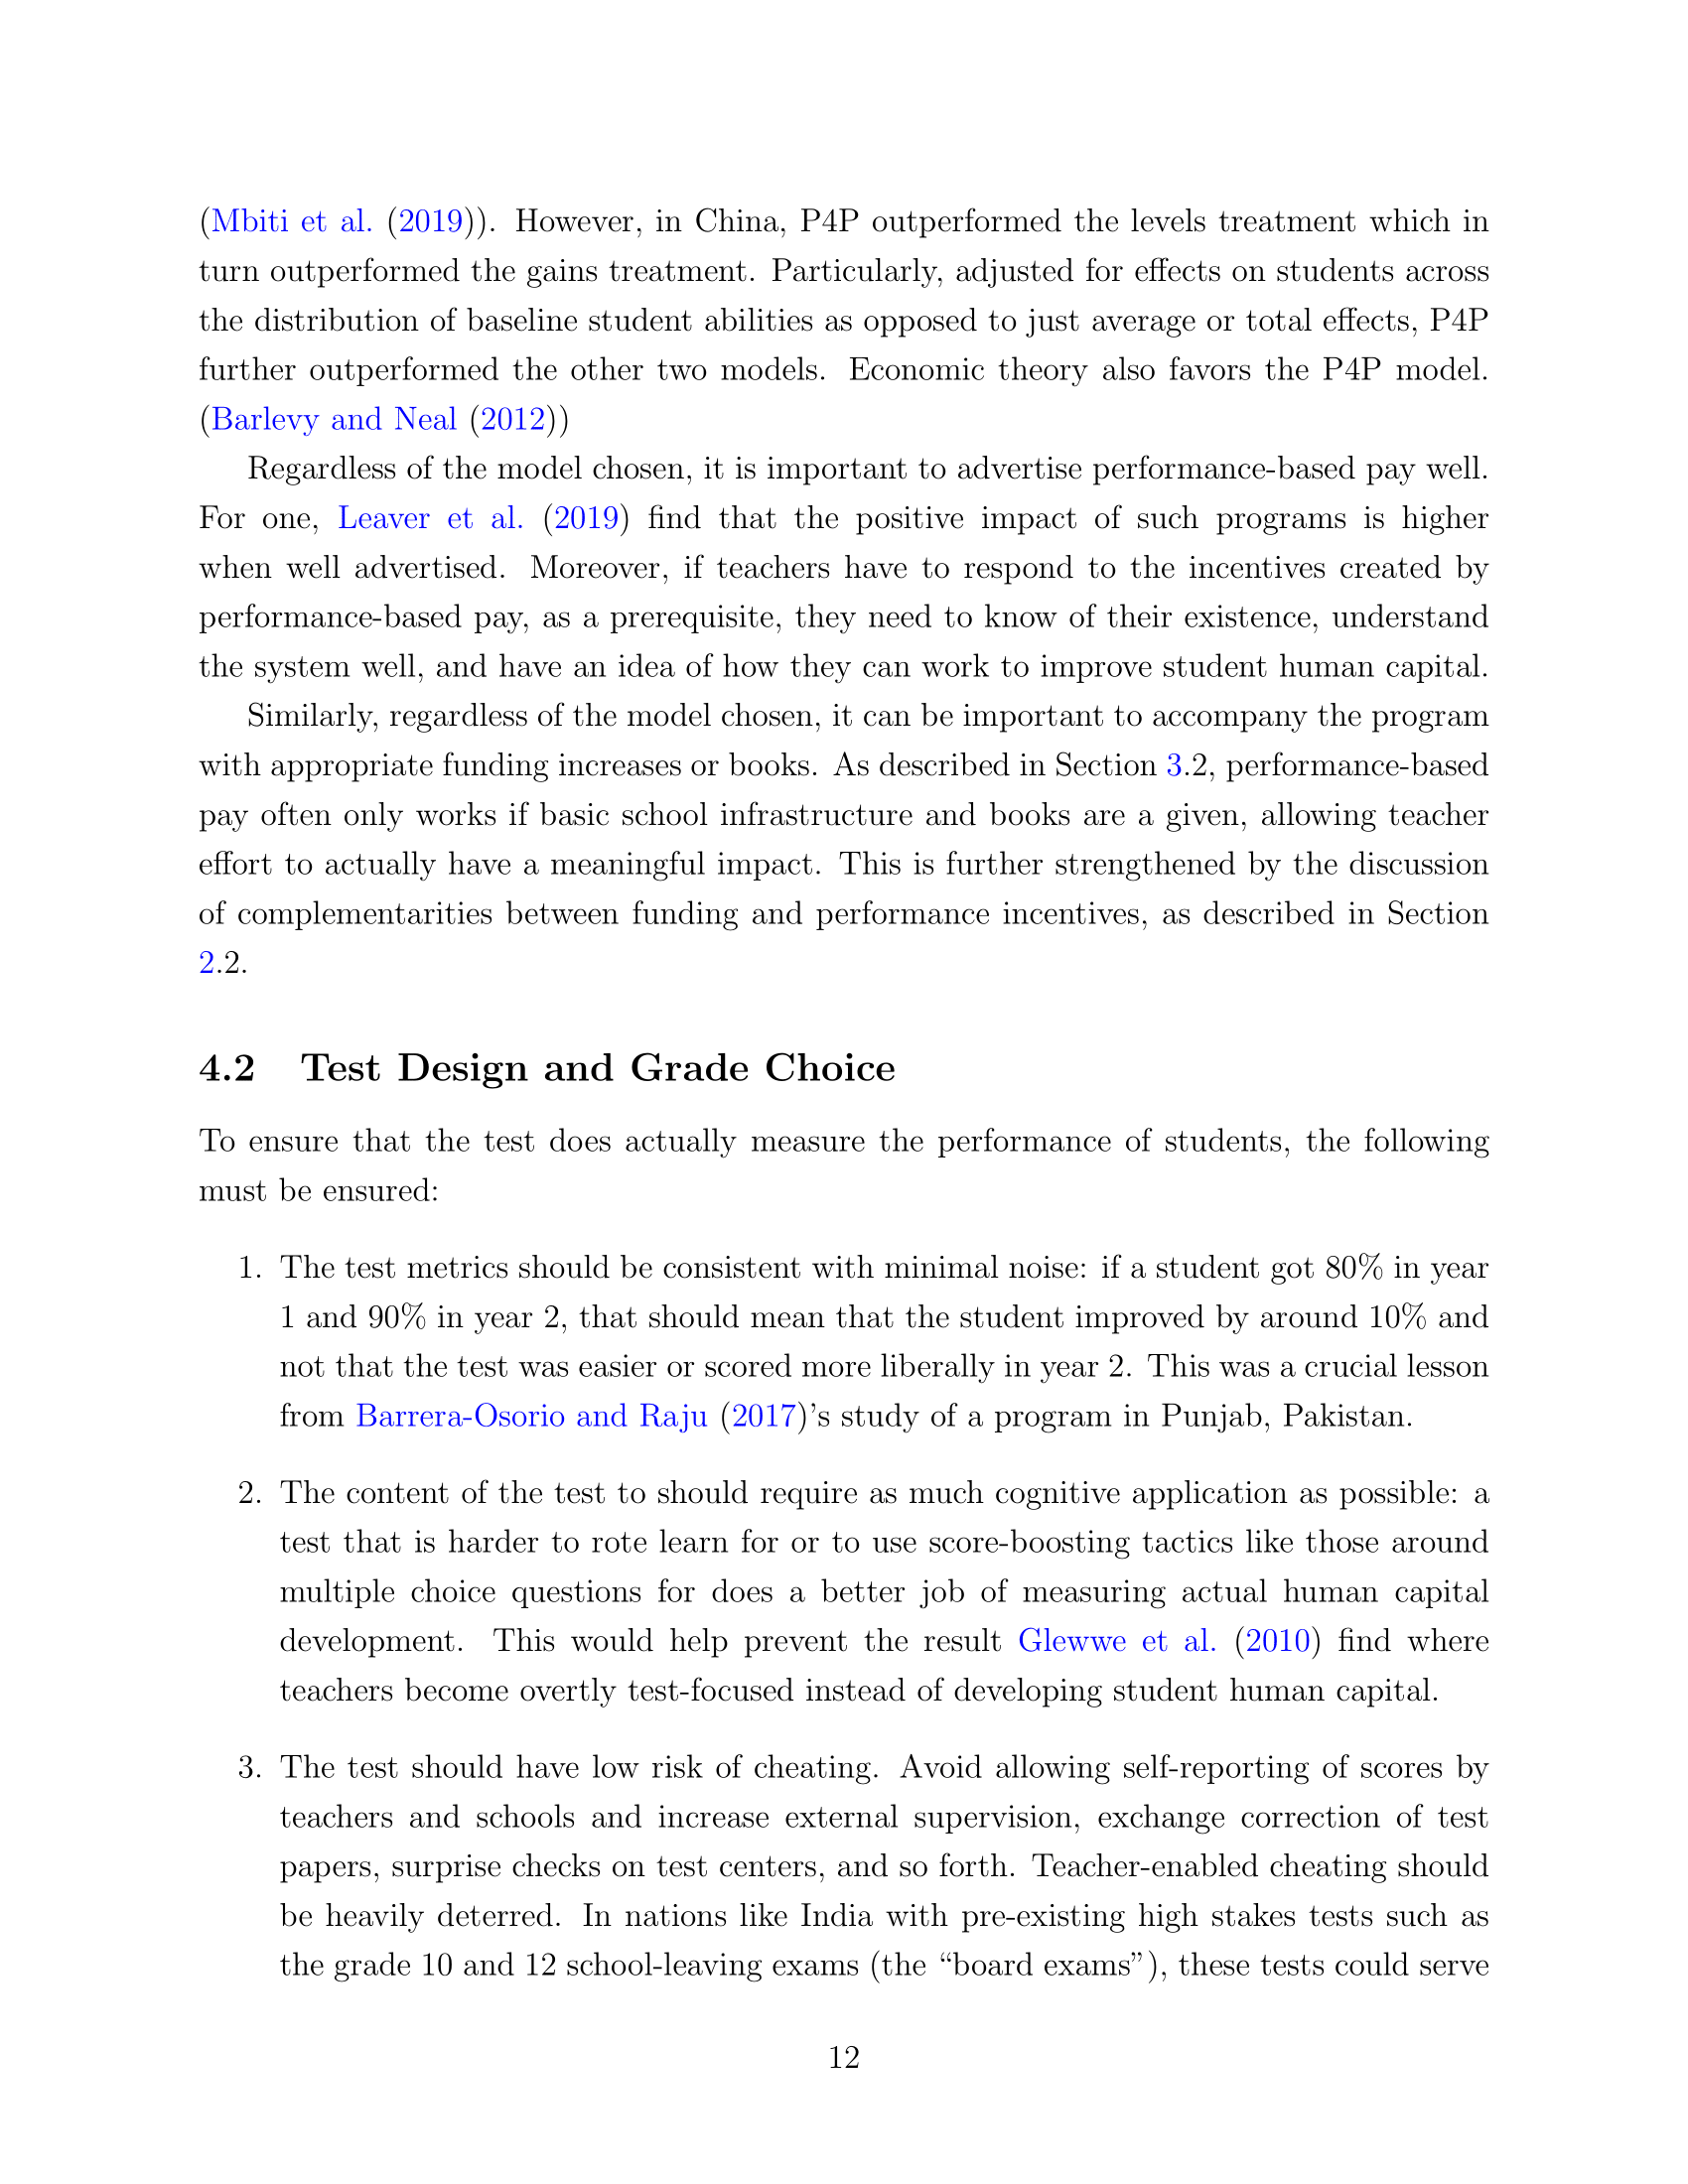 (Mbiti et al. (2019)). However, in China, P4P outperformed the levels treatment which in
turn outperformed the gains treatment. Particularly, adjusted for effects on students across
the distribution of baseline student abilities as opposed to just average or total effects, P4P
further outperformed the other two models. Economic theory also favors the P4P model.
(Barlevy and Neal (2012))
Regardless of the model chosen, it is important to advertise performance-based pay well.
For one, Leaver et al. (2019) find that the positive impact of such programs is higher
when well advertised. Moreover, if teachers have to respond to the incentives created by
performance-based pay, as a prerequisite, they need to know of their existence, understand
the system well, and have an idea of how they can work to improve student human capital.
Similarly, regardless of the model chosen, it can be important to accompany the program
with appropriate funding increases or books. As described in Section 3.2, performance-based
pay often only works if basic school infrastructure and books are a given, allowing teacher
effort to actually have a meaningful impact. This is further strengthened by the discussion
of complementarities between funding and performance incentives, as described in Section
2.2.
4.2 Test Design and Grade Choice
To ensure that the test does actually measure the performance of students, the following
must be ensured:
1. The test metrics should be consistent with minimal noise: if a student got 80% in year
1 and 90% in year 2, that should mean that the student improved by around 10% and
not that the test was easier or scored more liberally in year 2. This was a crucial lesson
from Barrera-Osorio and Raju (2017)'s study of a program in Punjab, Pakistan.
2. The content of the test to should require as much cognitive application as possible: a
test that is harder to rote learn for or to use score-boosting tactics like those around
multiple choice questions for does a better job of measuring actual human capital
development. This would help prevent the result Glewwe et al. (2010) find where
teachers become overtly test-focused instead of developing student human capital.
3. The test should have low risk of cheating. Avoid allowing self-reporting of scores by
teachers and schools and increase external supervision, exchange correction of test
papers, surprise checks on test centers, and so forth. Teacher-enabled cheating should
be heavily deterred. In nations like India with pre-existing high stakes tests such as
the grade 10 and 12 school-leaving exams (the “board exams”), these tests could serve
12